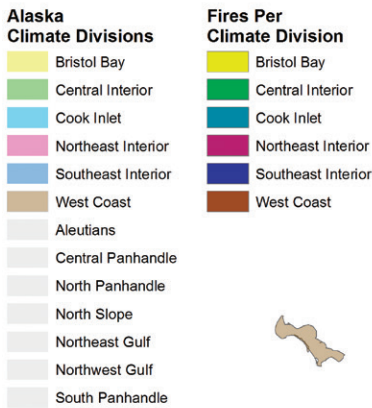 Alaska
Climate Divisions
Bristol Bay
Central Interior
Cook Inlet
Northeast Interior
Southeast Interior
West Coast
Aleutians
Central Panhandle
North Panhandle
North Slope
Northeast Gulf
Northwest Gulf
South Panhandle
Fires Per
Climate Division
Bristol Bay
Central Interior
Cook Inlet
Northeast Interior
Southeast Interior
West Coast